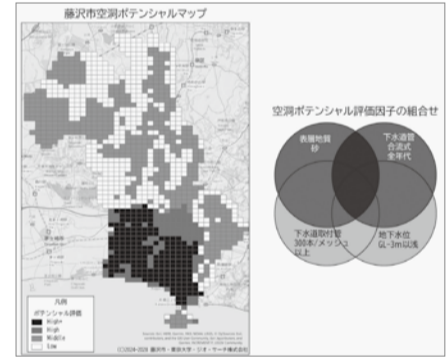 藤沢市空洞ポテンシャルマップ
凡例
ポテンシャル評価
High+
High
Middle
Low
(C)2024-2026 藤沢市・東京大学・ジオ・サーチ株式会社
空洞ポテンシャル評価因子の組合せ
表層地質
砂
下水道管
合流式
全年代
下水道取付管
300本/メッシュ
以上
地下水位
GL-3m以浅